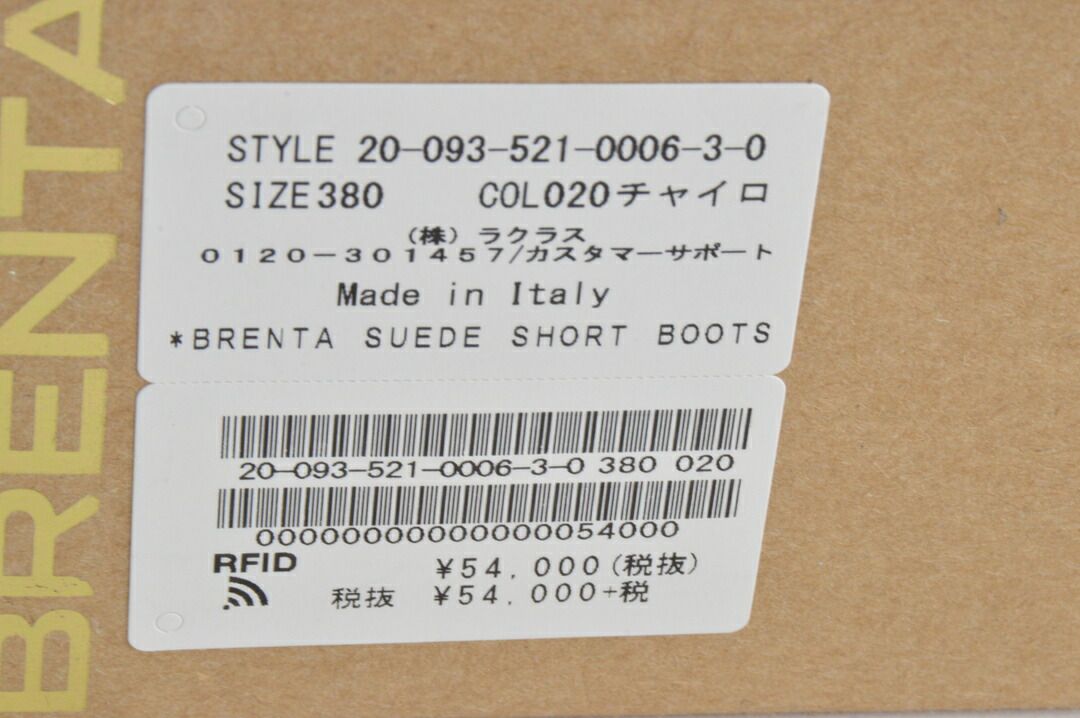 BRENTA
STYLE 20-093-521-0006-3-0
SIZE380 COL020チャイロ
(株) ラクラス
0120-301457/カスタマーサポート
Made in Italy
*BRENTA SUEDE SHORT BOOTS
20-093-521-0006-3-0 380 020
00000000000000054000
RFID
¥54,000(税抜)
税抜 ¥54,000+税